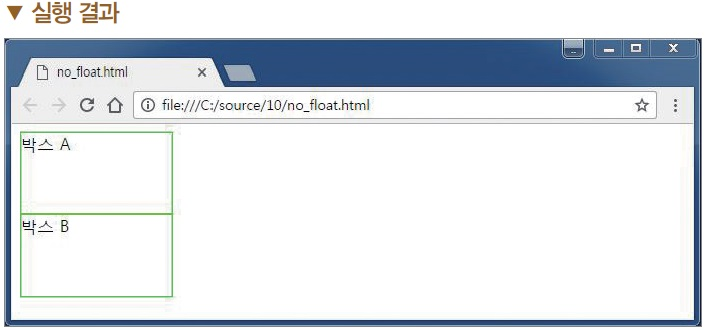 ▼ 실행 결과
no_float.html
file:///C:/source/10/no_float.html
박스 A
박스 B